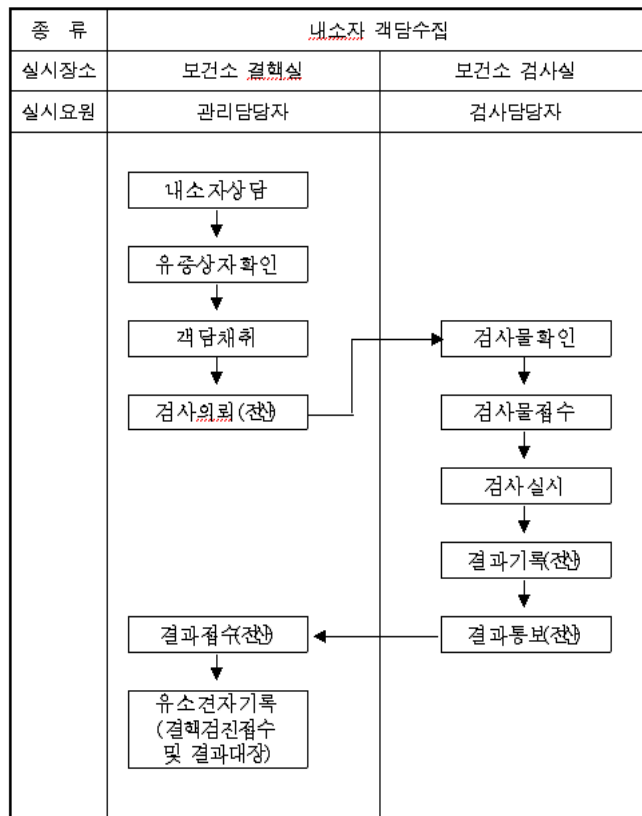 종 류
내소자 객담수집
실시장소
보건소 결핵실
보건소 검사실
실시요원
관리담당자
검사담당자
내소자상담
유증상자확인
객담채취
검사의뢰(전산)
검사물확인
검사물접수
검사실시
결과기록(전산)
결과통보(전산)
결과접수(전산)
유소견자기록
(결핵검진접수
및 결과대장)